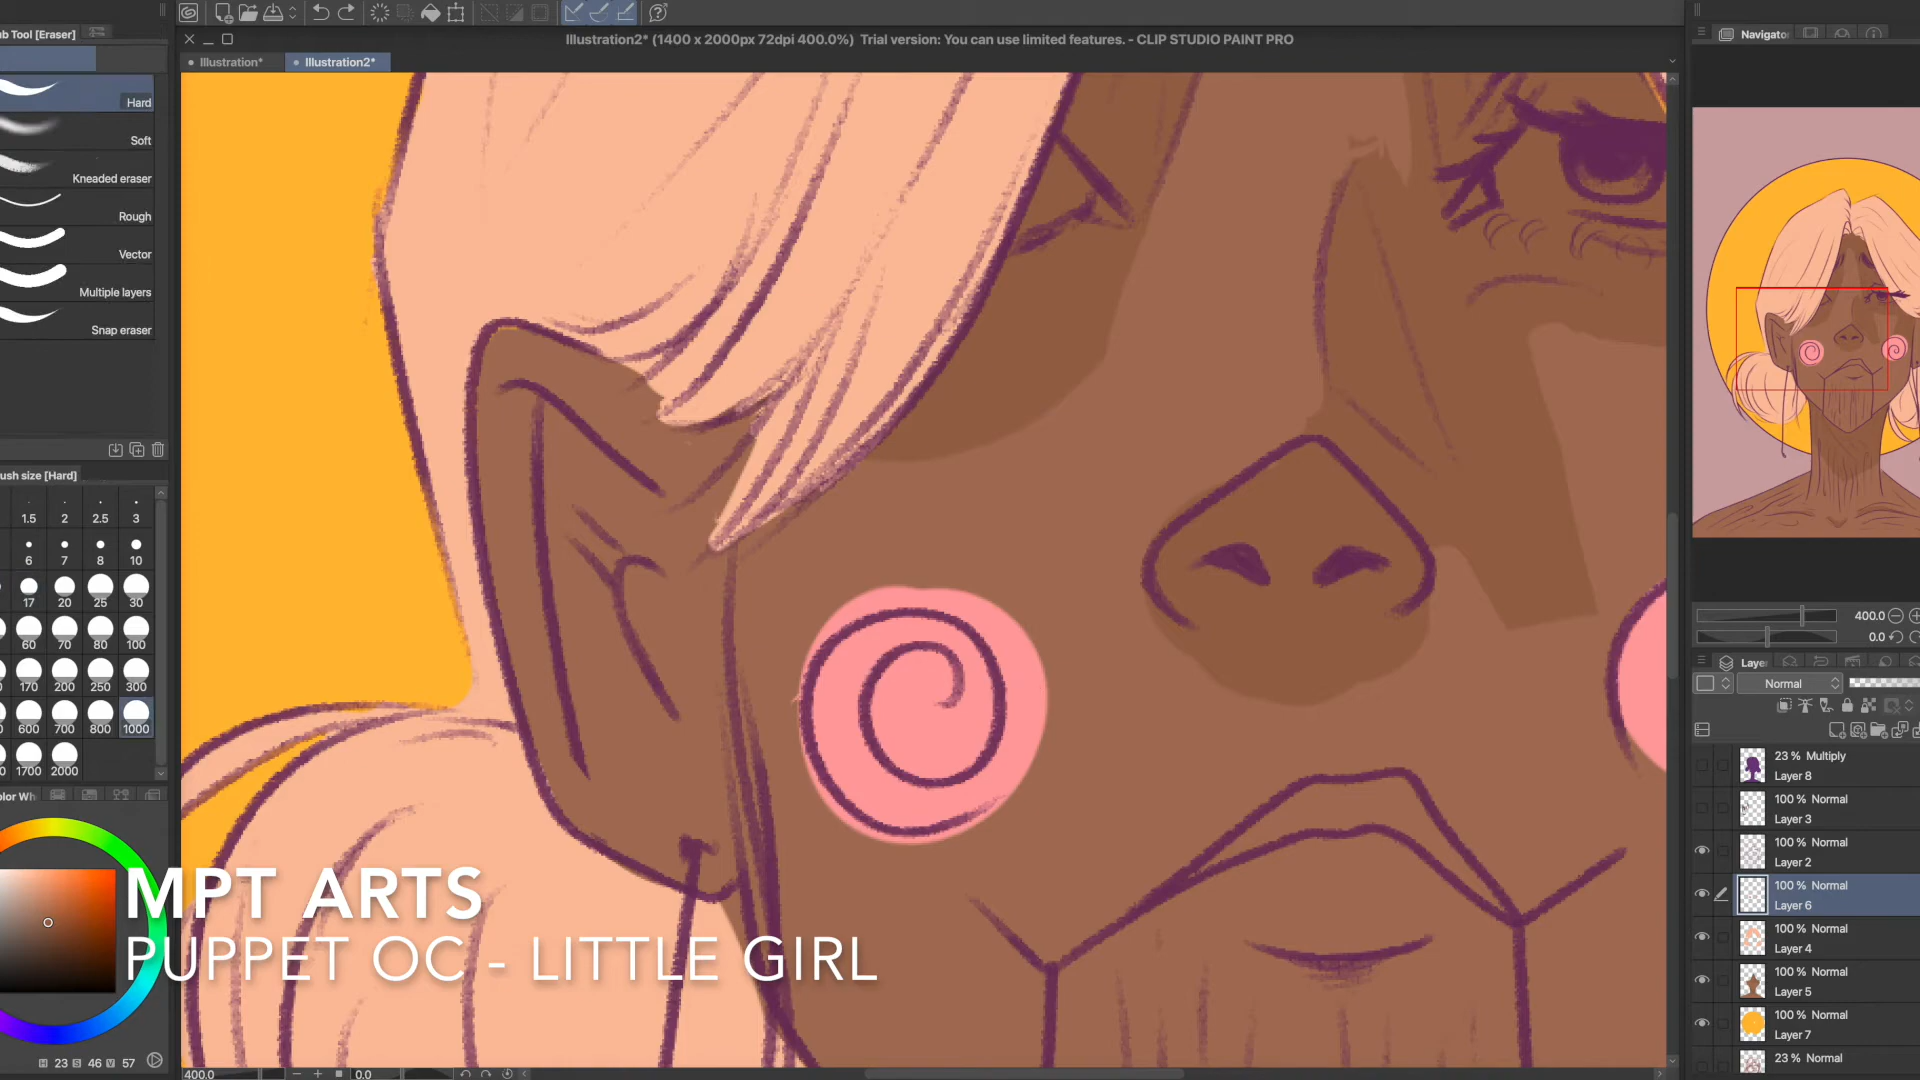 Illustration2* (1400 x 2000px 72dpi 400.0%) Trial version: You can use limited features. - CLIP STUDIO PAINT PRO
Illustration*
Illustration2*
Tool [Eraser]
Hard
Soft
Kneaded eraser
Rough
Vector
Multiple layers
Snap eraser
size [Hard]
1.5 2 2.5 3
6 7 8 10
17 20 25 30
60 70 80 100
170 200 250 300
600 700 800 1000
1700 2000
H 23 S 46 V 57
MPT ARTS
PUPPET OC - LITTLE GIRL
400.0
0.0
400.0
0.0
Normal
23 % Multiply
Layer 8
100 % Normal
Layer 3
100 % Normal
Layer 2
100 % Normal
Layer 6
100 % Normal
Layer 4
100 % Normal
Layer 5
100 % Normal
Layer 7
23 % Normal